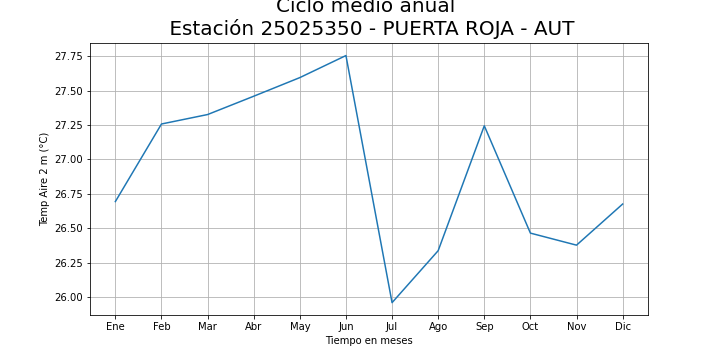 Ciclo medio anual
Estación 25025350 - PUERTA ROJA - AUT
27.75
27.50
27.25
27.00
26.75
26.50
26.25
26.00
Temp Aire 2 m (°C)
Ene Feb Mar Abr May Jun Jul Ago Sep Oct Nov Dic
Tiempo en meses